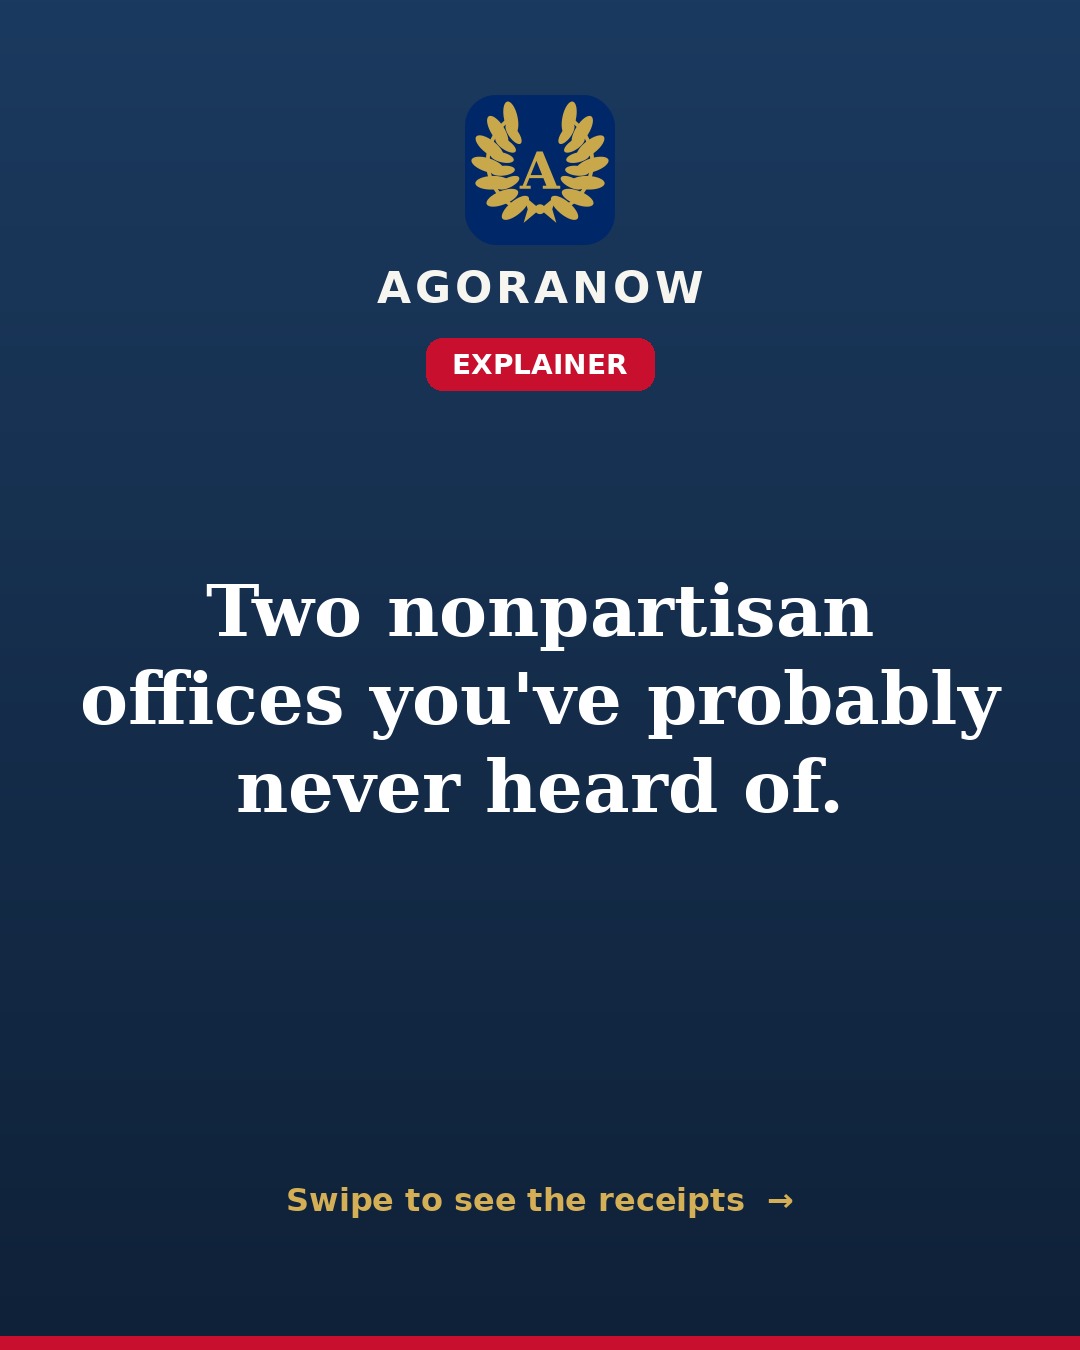 A
AGORANOW
EXPLAINER
Two nonpartisan
offices you've probably
never heard of.
Swipe to see the receipts →